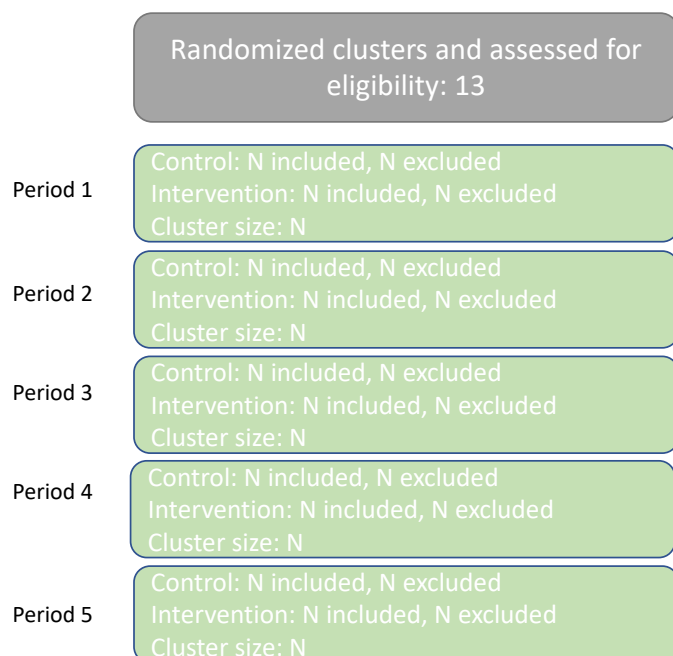 Randomized clusters and assessed for
eligibility: 13
Period 1
Control: N included, N excluded
Intervention: N included, N excluded
Cluster size: N
Period 2
Control: N included, N excluded
Intervention: N included, N excluded
Cluster size: N
Period 3
Control: N included, N excluded
Intervention: N included, N excluded
Cluster size: N
Period 4
Control: N included, N excluded
Intervention: N included, N excluded
Cluster size: N
Period 5
Control: N included, N excluded
Intervention: N included, N excluded
Cluster size: N